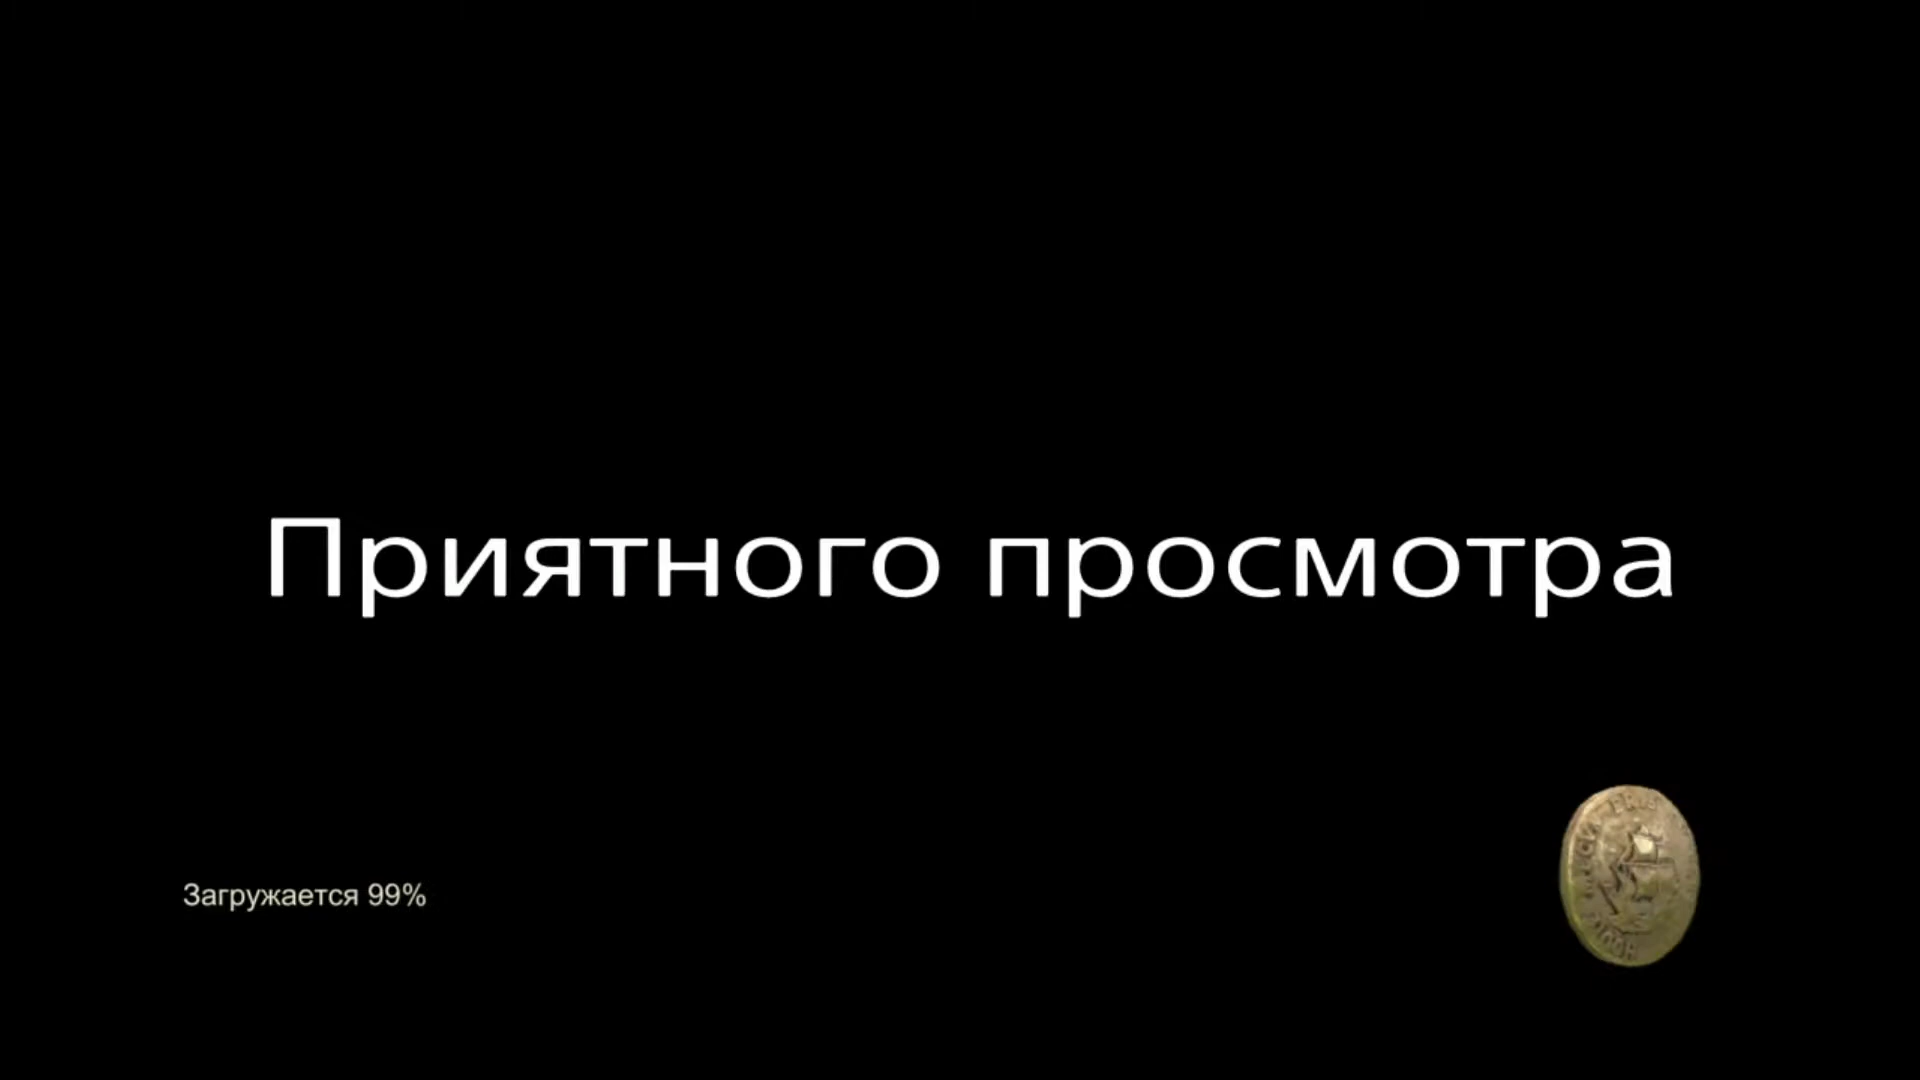 Приятного просмотра
Загружается 99%